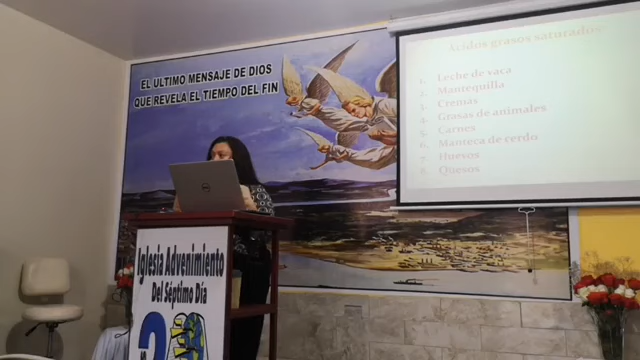 EL ULTIMO MENSAJE DE DIOS
QUE REVELA EL TIEMPO DEL FIN
Ácidos grasos saturados
1. Leche de vaca
2. Mantequilla
3. Cremas
4. Grasas de animales
5. Carnes
6. Manteca de cerdo
7. Huevos
8. Quesos
DELL
Iglesia Advenimiento
Del Séptimo Día